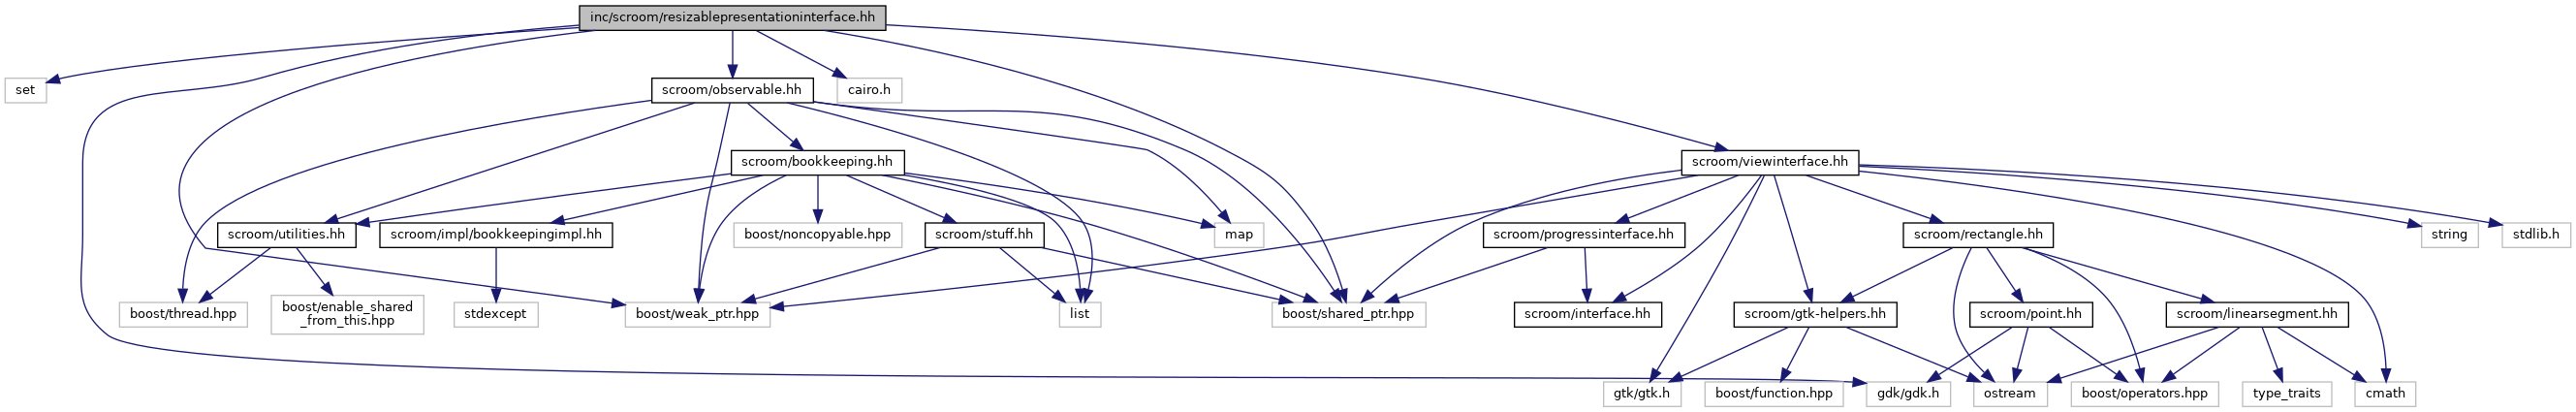 inc/scroom/resizablepresentationinterface.hh
set
scroom/observable.hh
cairo.h
scroom/bookkeeping.hh
scroom/viewinterface.hh
scroom/utilities.hh
scroom/impl/bookkeepingimpl.hh
boost/noncopyable.hpp
scroom/stuff.hh
map
scroom/progressinterface.hh
scroom/rectangle.hh
string
stdlib.h
boost/thread.hpp
boost/enable_shared
_from_this.hpp
stdexcept
boost/weak_ptr.hpp
list
boost/shared_ptr.hpp
scroom/interface.hh
scroom/gtk-helpers.hh
scroom/point.hh
scroom/linearsegment.hh
gtk/gtk.h
boost/function.hpp
gdk/gdk.h
ostream
boost/operators.hpp
type_traits
cmath